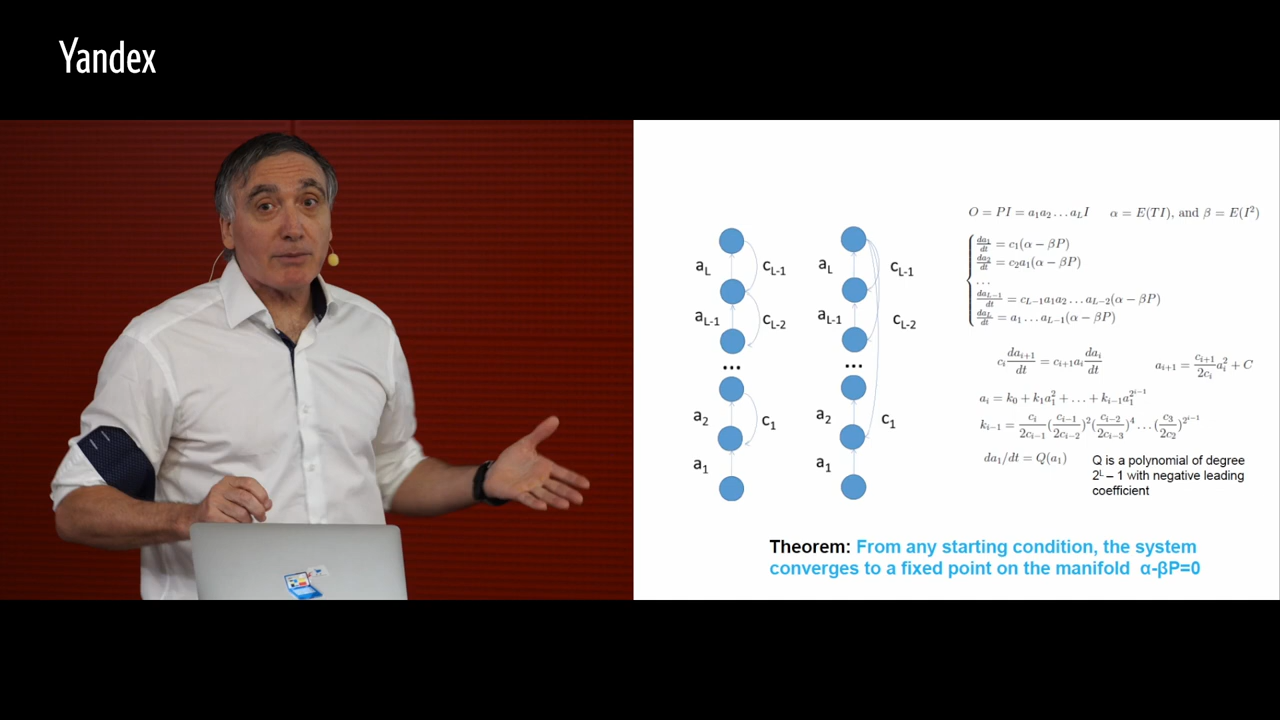 Yandex
a_L
c_{L-1}
a_{L-1}
c_{L-2}
...
a_2
c_1
a_1
a_L
c_{L-1}
a_{L-1}
c_{L-2}
...
a_2
c_1
a_1
O = PI = a_1a_2…a_LI α = E(TI), and β = E(I^2)
da_1/dt = c_1(α − βP)
da_2/dt = c_2a_1(α − βP)
...
da_{L−1}/dt = c_{L−1}a_1a_2…a_{L−2}(α − βP)
da_L/dt = a_1…a_{L−1}(α − βP)
c_i da_{i+1}/dt = c_{i+1}a_i da_i/dt a_{i+1} = c_{i+1}/2c_i a_i^2 + C
a_i = k_0 + k_1a_1^2 + … + k_{i−1}a_1^{2^{i−1}}
k_{i−1} = c_i/2c_{i−1} (c_{i−1}/2c_{i−2})^2 (c_{i−2}/2c_{i−3})^4 … (c_3/2c_2)^{2^{i−1}}
da_1/dt = Q(a_1)
Q is a polynomial of degree
2^L – 1 with negative leading
coefficient
Theorem: From any starting condition, the system
converges to a fixed point on the manifold α-βP=0